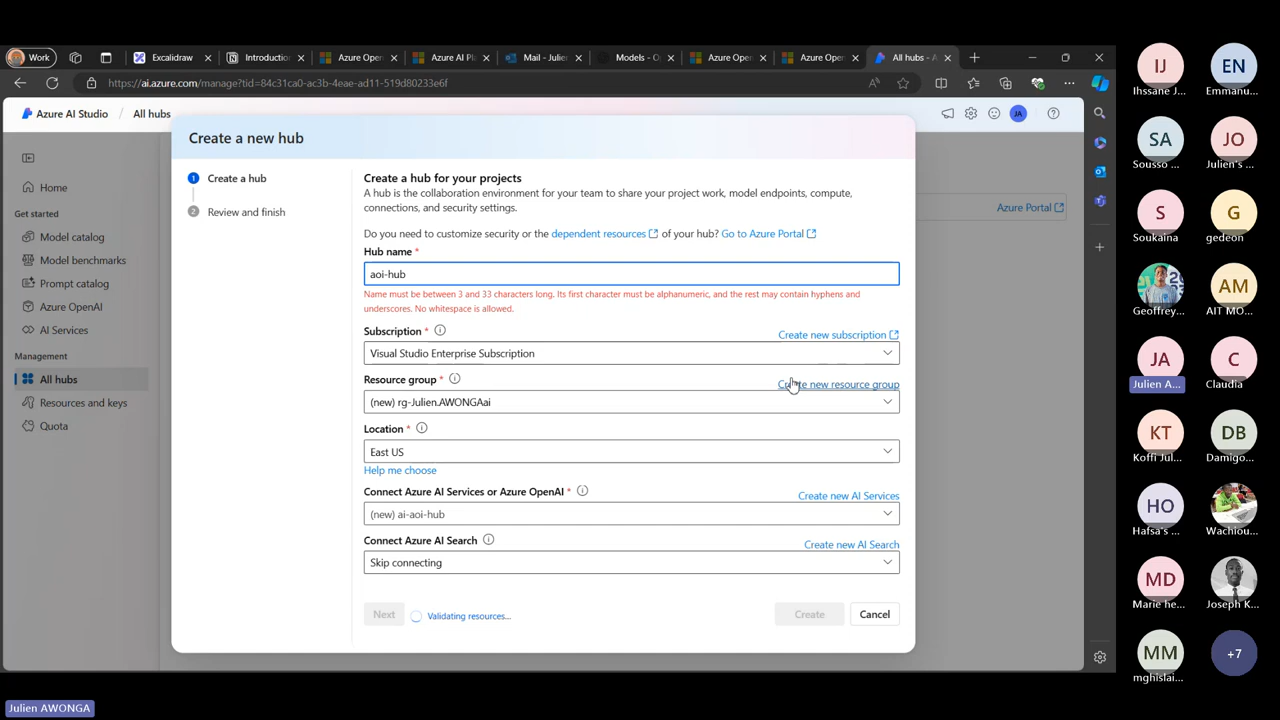 Work
Excalidraw
Introduction
Azure Open
Azure AI Pl
Mail - Julien
Models - O
Azure Open
Azure Open
All hubs - A
https://ai.azure.com/manage?tid=84c31ca0-ac3b-4eae-ad11-519d80233e6f
Azure AI Studio / All hubs
JA
Create a new hub
Home
Get started
Model catalog
Model benchmarks
Prompt catalog
Azure OpenAI
AI Services
Management
All hubs
Resources and keys
Quota
Azure Portal
1 Create a hub
2 Review and finish
Create a hub for your projects
A hub is the collaboration environment for your team to share your project work, model endpoints, compute,
connections, and security settings.
Do you need to customize security or the dependent resources of your hub? Go to Azure Portal
Hub name *
aoi-hub
Name must be between 3 and 33 characters long. Its first character must be alphanumeric, and the rest may contain hyphens and
underscores. No whitespace is allowed.
Subscription *
Create new subscription
Visual Studio Enterprise Subscription
Resource group *
Create new resource group
(new) rg-Julien.AWONGAai
Location *
East US
Help me choose
Connect Azure AI Services or Azure OpenAI *
Create new AI Services
(new) ai-aoi-hub
Connect Azure AI Search
Create new AI Search
Skip connecting
Next
Validating resources...
Create
Cancel
IJ
Ihssane J...
EN
Emmanu...
SA
Sousso ...
JO
Julien's ...
S
Soukaina
G
gedeon
Geoffrey...
AM
AIT MO...
JA
Julien A...
C
Claudia
KT
Koffi Jul...
DB
Damigo...
HO
Hafsa's ...
Wachlou...
MD
Marie he...
Joseph K...
MM
mghislai...
+7
Julien AWONGA